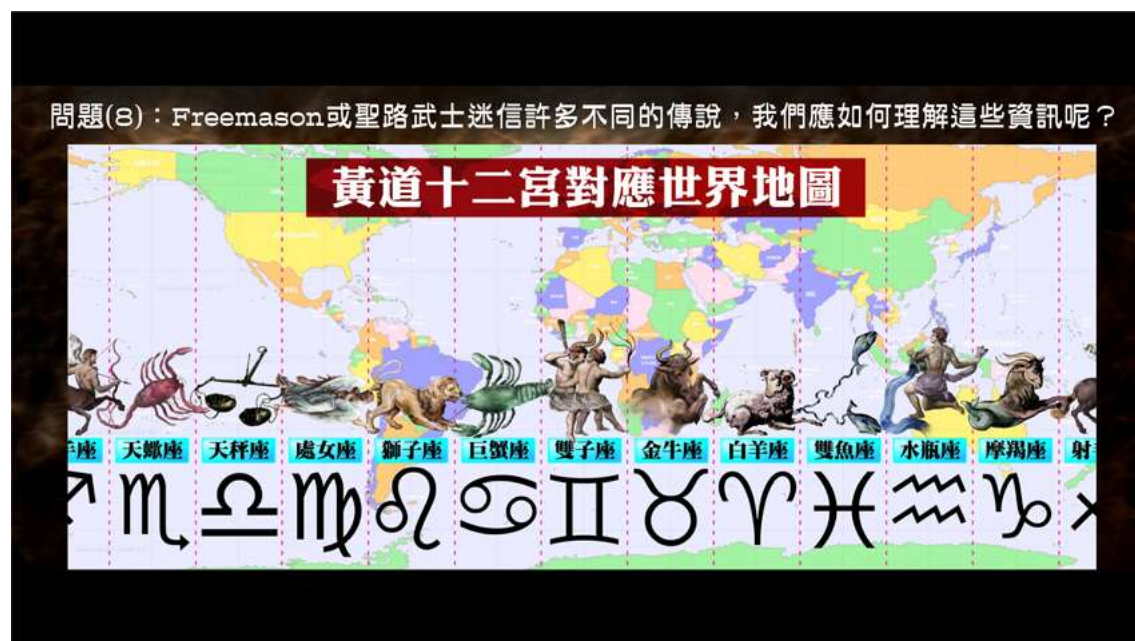 問題(8)：Freemason或聖路武士迷信許多不同的傳說，我們應如何理解這些資訊呢？
黃道十二宮對應世界地圖
天蠍座 天秤座 處女座 獅子座 巨蟹座 雙子座 金牛座 白羊座 雙魚座 水瓶座 摩羯座
♐ ♏ ♎ ♍ ♌ ♋ ♊ ♉ ♈ ♓ ♒ ♑ ♐